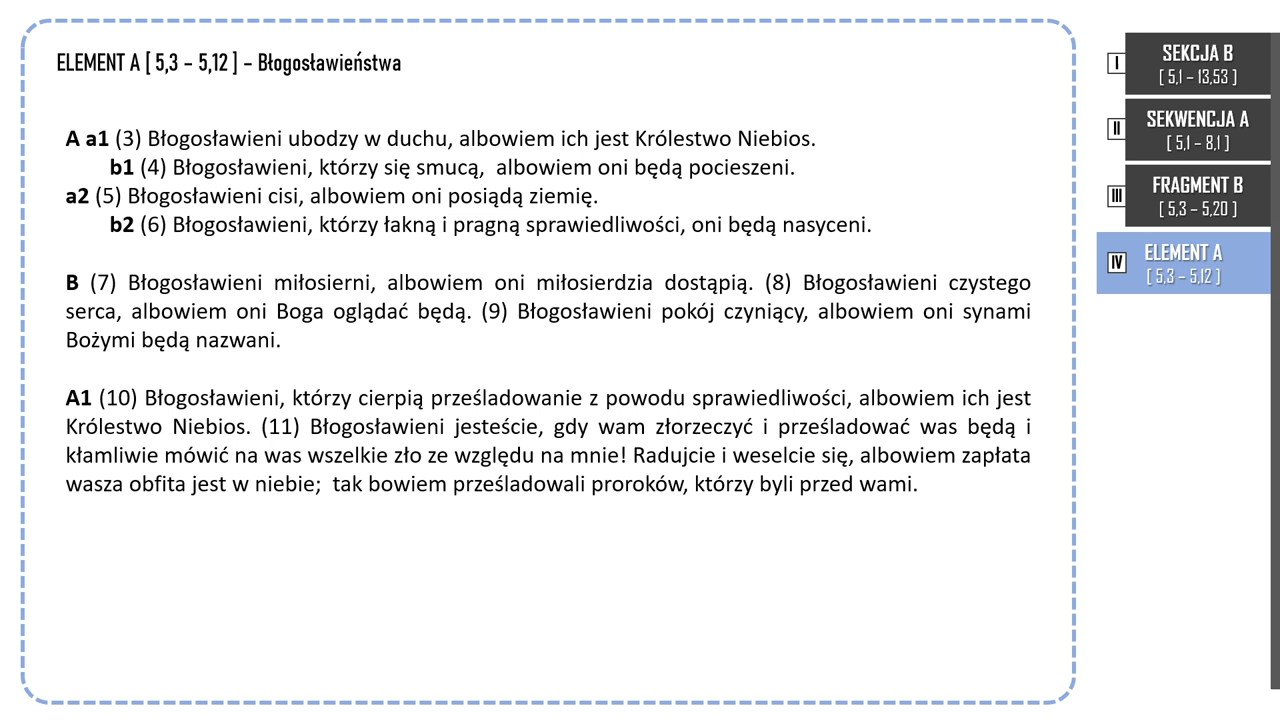 ELEMENT A [ 5,3 – 5,12 ] – Błogosławieństwa
A a1 (3) Błogosławieni ubodzy w duchu, albowiem ich jest Królestwo Niebios.
b1 (4) Błogosławieni, którzy się smucą,  albowiem oni będą pocieszeni.
a2 (5) Błogosławieni cisi, albowiem oni posiądą ziemię.
b2 (6) Błogosławieni, którzy łakną i pragną sprawiedliwości, oni będą nasyceni.
B (7) Błogosławieni miłosierni, albowiem oni miłosierdzia dostąpią. (8) Błogosławieni czystego
serca, albowiem oni Boga oglądać będą. (9) Błogosławieni pokój czyniący, albowiem oni synami
Bożymi będą nazwani.
A1 (10) Błogosławieni, którzy cierpią prześladowanie z powodu sprawiedliwości, albowiem ich jest
Królestwo Niebios. (11) Błogosławieni jesteście, gdy wam złorzeczyć i prześladować was będą i
kłamliwie mówić na was wszelkie zło ze względu na mnie! Radujcie i weselcie się, albowiem zapłata
wasza obfita jest w niebie;  tak bowiem prześladowali proroków, którzy byli przed wami.
I
SEKCJA B
[ 5,1 – 13,53 ]
II
SEKWENCJA A
[ 5,1 – 8,1 ]
III
FRAGMENT B
[ 5,3 – 5,20 ]
IV
ELEMENT A
[ 5,3 – 5,12 ]